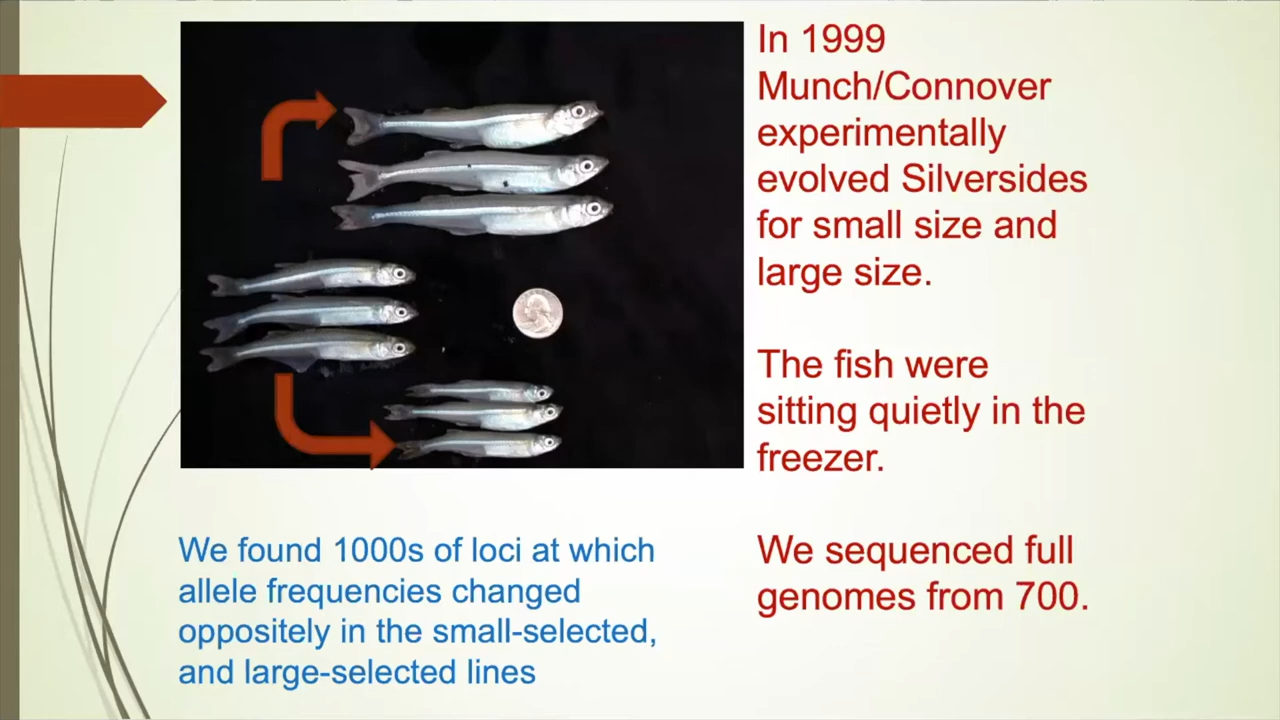 In 1999
Munch/Connover
experimentally
evolved Silversides
for small size and
large size.
The fish were
sitting quietly in the
freezer.
We sequenced full
genomes from 700.
We found 1000s of loci at which
allele frequencies changed
oppositely in the small-selected,
and large-selected lines